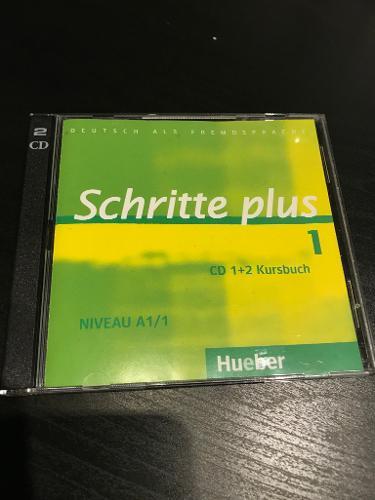 2
CD
DEUTSCH ALS FREMDSPRACHE
Schritte plus
1
CD 1+2 Kursbuch
NIVEAU A1/1
Hueber